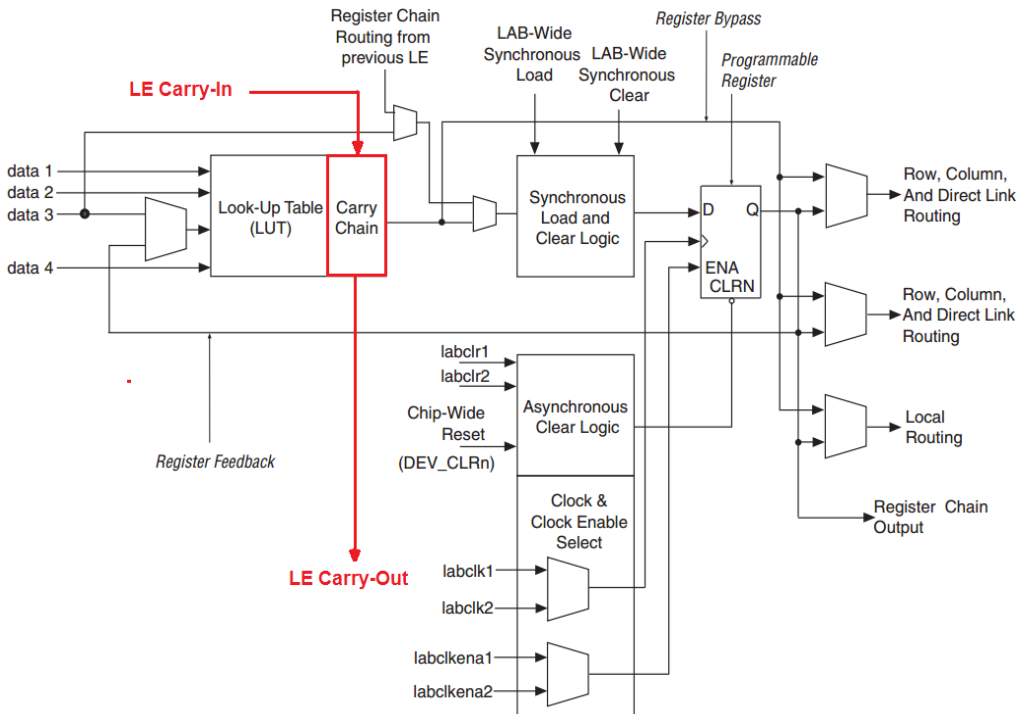 Register Chain
Routing from
previous LE
LAB-Wide
Synchronous
Load
LAB-Wide
Synchronous
Clear
Register Bypass
Programmable
Register
LE Carry-In
data 1
data 2
data 3
data 4
Look-Up Table
(LUT)
Carry
Chain
Synchronous
Load and
Clear Logic
D
Q
ENA
CLRN
Row, Column,
And Direct Link
Routing
Row, Column,
And Direct Link
Routing
Local
Routing
Register Chain
Output
Register Feedback
labclr1
labclr2
Chip-Wide
Reset
(DEV_CLRn)
Asynchronous
Clear Logic
Clock &
Clock Enable
Select
LE Carry-Out
labclk1
labclk2
labclkena1
labclkena2